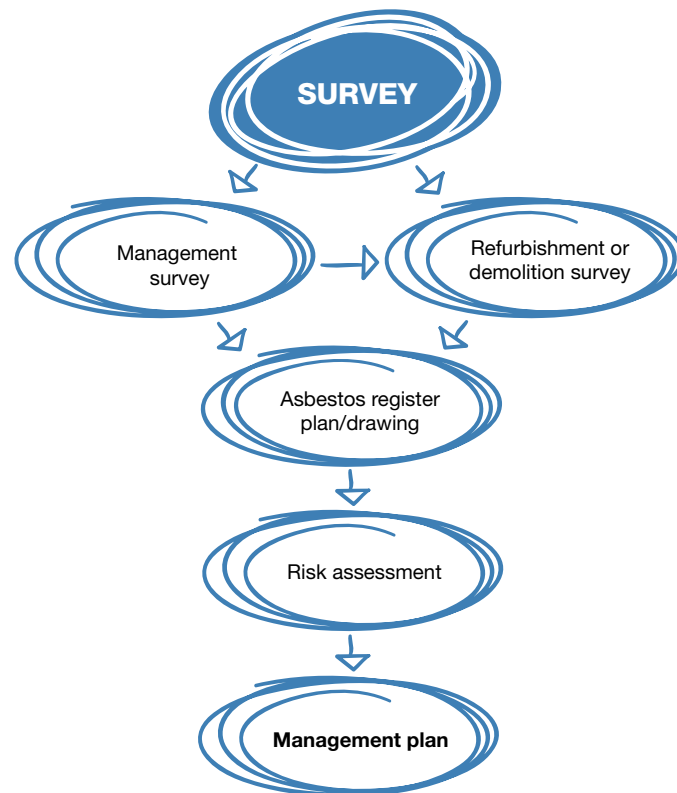 SURVEY
Management
survey
Refurbishment or
demolition survey
Asbestos register
plan/drawing
Risk assessment
Management plan